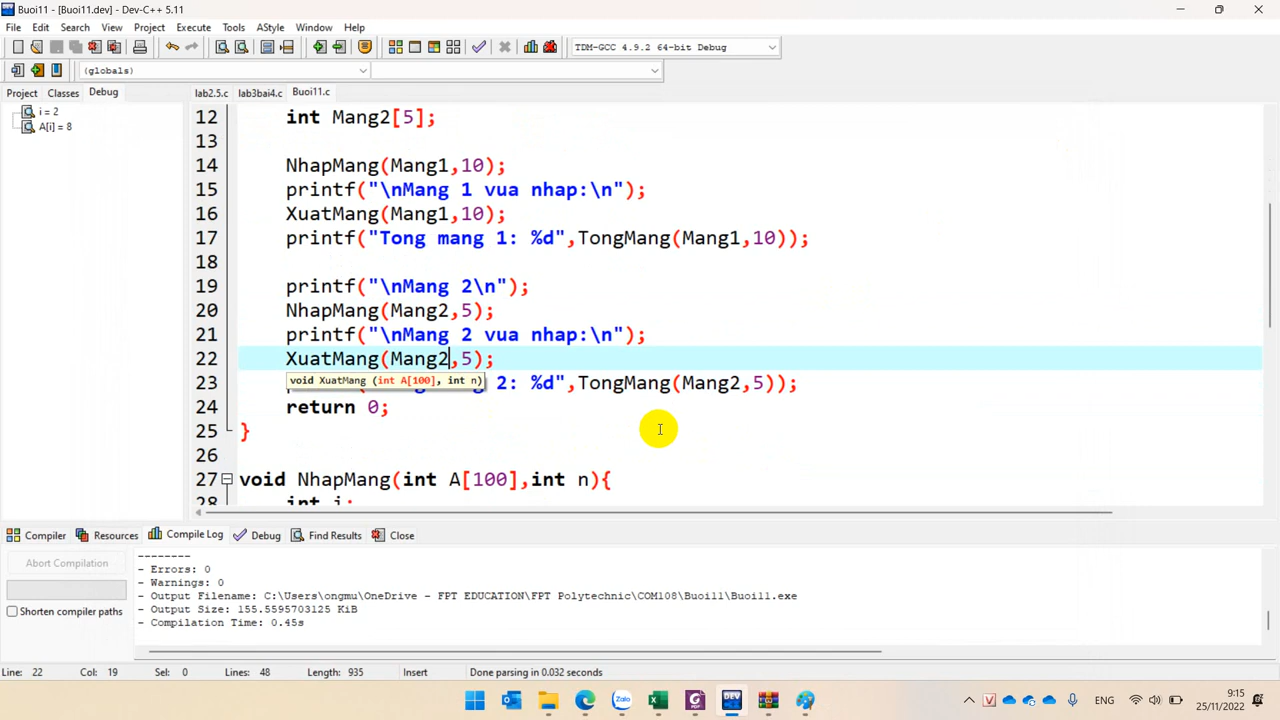 Buoi11 - [Buoi11.dev] - Dev-C++ 5.11
File Edit Search View Project Execute Tools AStyle Window Help
TDM-GCC 4.9.2 64-bit Debug
(globals)
Project Classes Debug lab2.5.c lab3bai4.c Buoi11.c
i = 2
A[i] = 8
12 int Mang2[5];
13
14 NhapMang(Mang1,10);
15 printf("\nMang 1 vua nhap:\n");
16 XuatMang(Mang1,10);
17 printf("Tong mang 1: %d",TongMang(Mang1,10));
18
19 printf("\nMang 2\n");
20 NhapMang(Mang2,5);
21 printf("\nMang 2 vua nhap:\n");
22 XuatMang(Mang2,5);
void XuatMang (int A[100], int n)
23 2: %d",TongMang(Mang2,5));
24 return 0;
25 }
26
27 void NhapMang(int A[100],int n){
28 int i;
Compiler Resources Compile Log Debug Find Results Close
Abort Compilation
Shorten compiler paths
--------
- Errors: 0
- Warnings: 0
- Output Filename: C:\Users\ongmu\OneDrive - FPT EDUCATION\FPT Polytechnic\COM108\Buoi11\Buoi11.exe
- Output Size: 155.5595703125 KiB
- Compilation Time: 0.45s
Line: 22 Col: 19 Sel: 0 Lines: 48 Length: 935 Insert Done parsing in 0.032 seconds
Zalo DEV ENG 9:15
25/11/2022